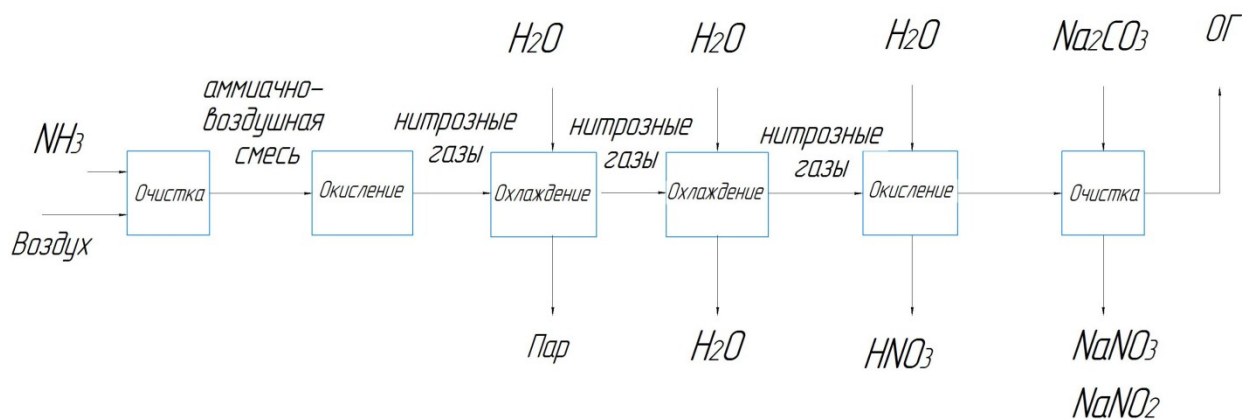 H₂O
H₂O
H₂O
Na₂CO₃
ОГ
NH₃
Воздух
аммиачно-
воздушная
смесь
нитрозные
газы
нитрозные
газы
нитрозные
газы
Очистка
Окисление
Охлаждение
Охлаждение
Окисление
Очистка
Пар
H₂O
HNO₃
NaNO₃
NaNO₂